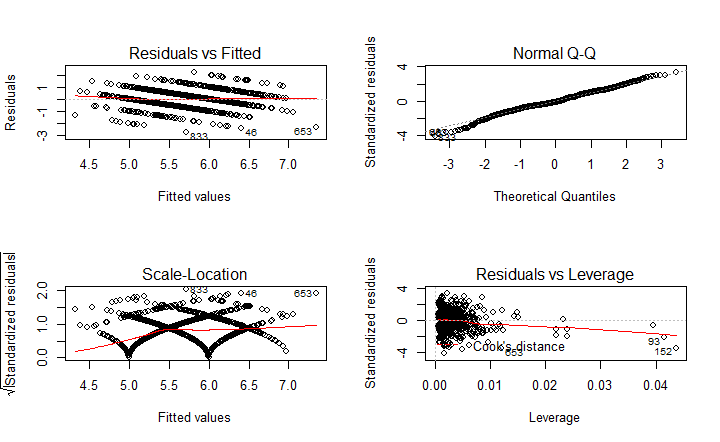 Residuals vs Fitted
Residuals
-3
-1
1
833
46
653
4.5 5.0 5.5 6.0 6.5 7.0
Fitted values
Normal Q-Q
Standardized residuals
-4
0
4
833
-3 -2 -1 0 1 2 3
Theoretical Quantiles
Scale-Location
√|Standardized residuals|
0.0
1.0
2.0
833
46
653
4.5 5.0 5.5 6.0 6.5 7.0
Fitted values
Residuals vs Leverage
Standardized residuals
-4
0
4
Cook's distance
653
93
152
0.00 0.01 0.02 0.03 0.04
Leverage